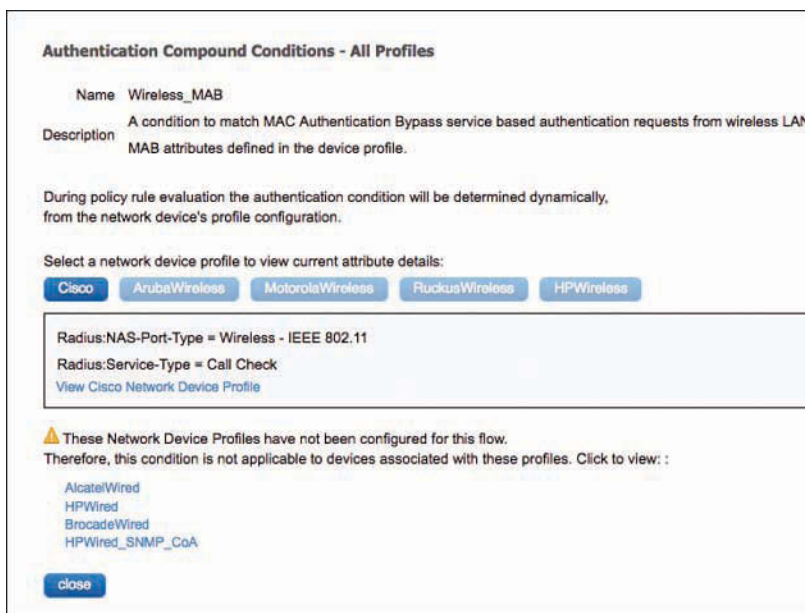 Authentication Compound Conditions - All Profiles
Name Wireless_MAB
Description A condition to match MAC Authentication Bypass service based authentication requests from wireless LAN
MAB attributes defined in the device profile.
During policy rule evaluation the authentication condition will be determined dynamically,
from the network device's profile configuration.
Select a network device profile to view current attribute details:
Cisco ArubaWireless MotorolaWireless RuckusWireless HPWireless
Radius:NAS-Port-Type = Wireless - IEEE 802.11
Radius:Service-Type = Call Check
View Cisco Network Device Profile
These Network Device Profiles have not been configured for this flow.
Therefore, this condition is not applicable to devices associated with these profiles. Click to view: :
AlcatelWired
HPWired
BrocadeWired
HPWired_SNMP_CoA
close